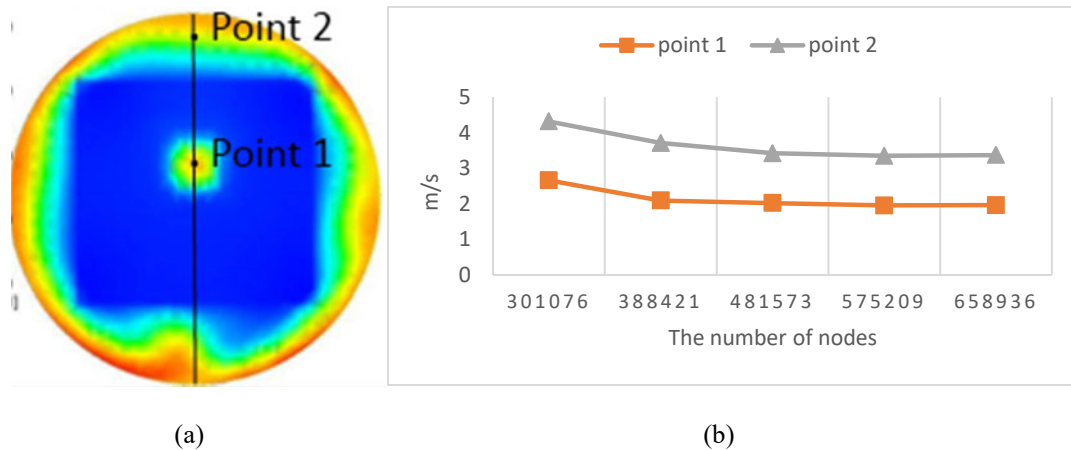 Point 2
Point 1
(a)
point 1
point 2
5
4
3
2
1
0
m/s
301076 388421 481573 575209 658936
The number of nodes
(b)